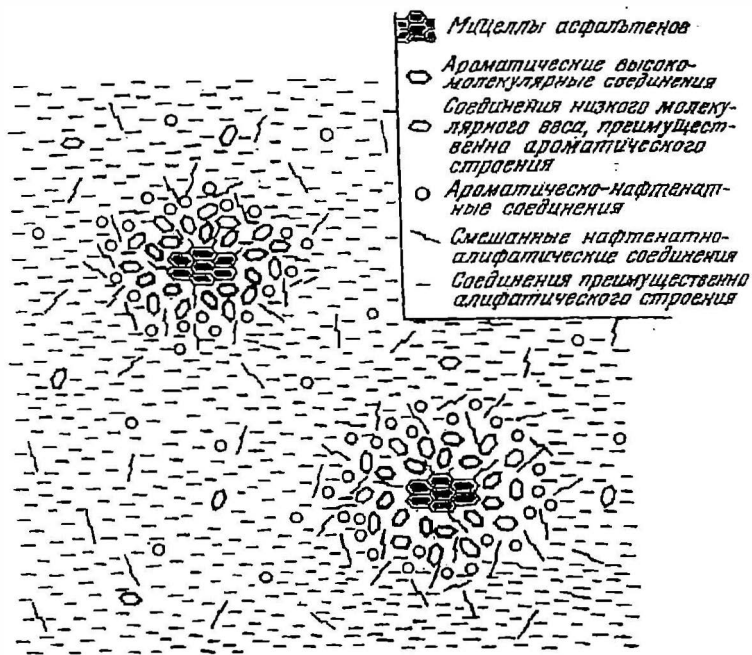 Мицеллы асфальтенов
Ароматические высоко-
молекулярные соединения
Соединения низкого молеку-
лярного веса, преимущест-
венно ароматического
строения
Ароматическо-нафтенат-
ные соединения
Смешанные нафтенатно-
алифатические соединения
Соединения преимущественно
алифатического строения